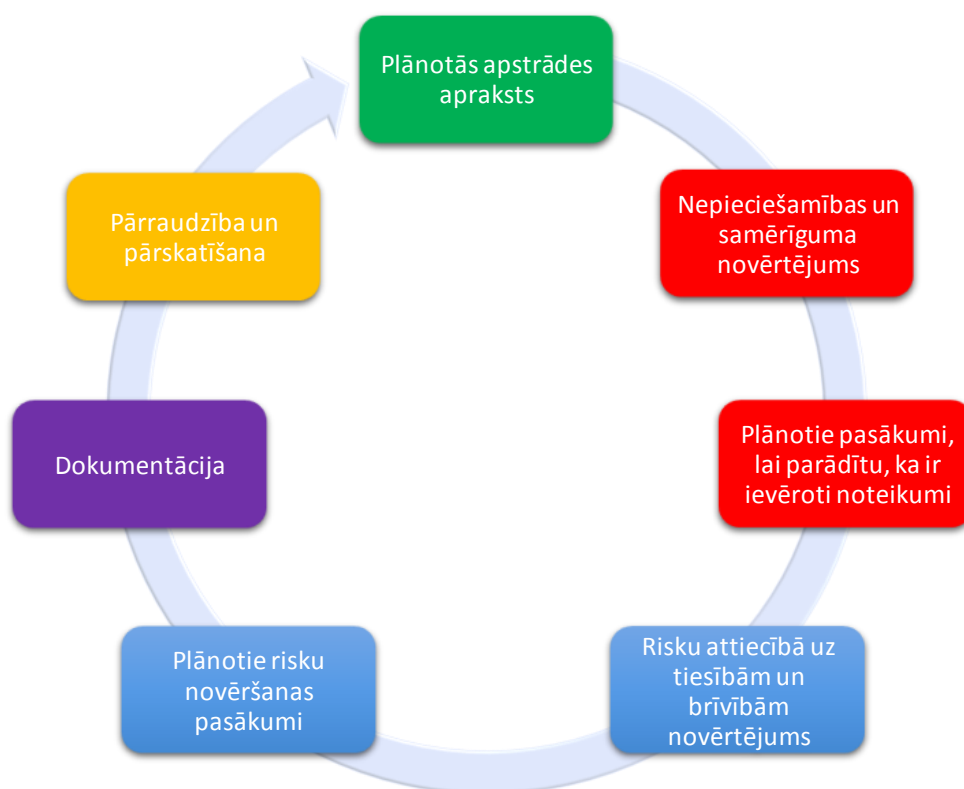 Plānotās apstrādes
apraksts
Nepieciešamības un
samērīguma
novērtējums
Plānotie pasākumi,
lai parādītu, ka ir
ievēroti noteikumi
Risku attiecībā uz
tiesībām un
brīvībām
novērtējums
Plānotie risku
novēršanas
pasākumi
Dokumentācija
Pārraudzība un
pārskatīšana